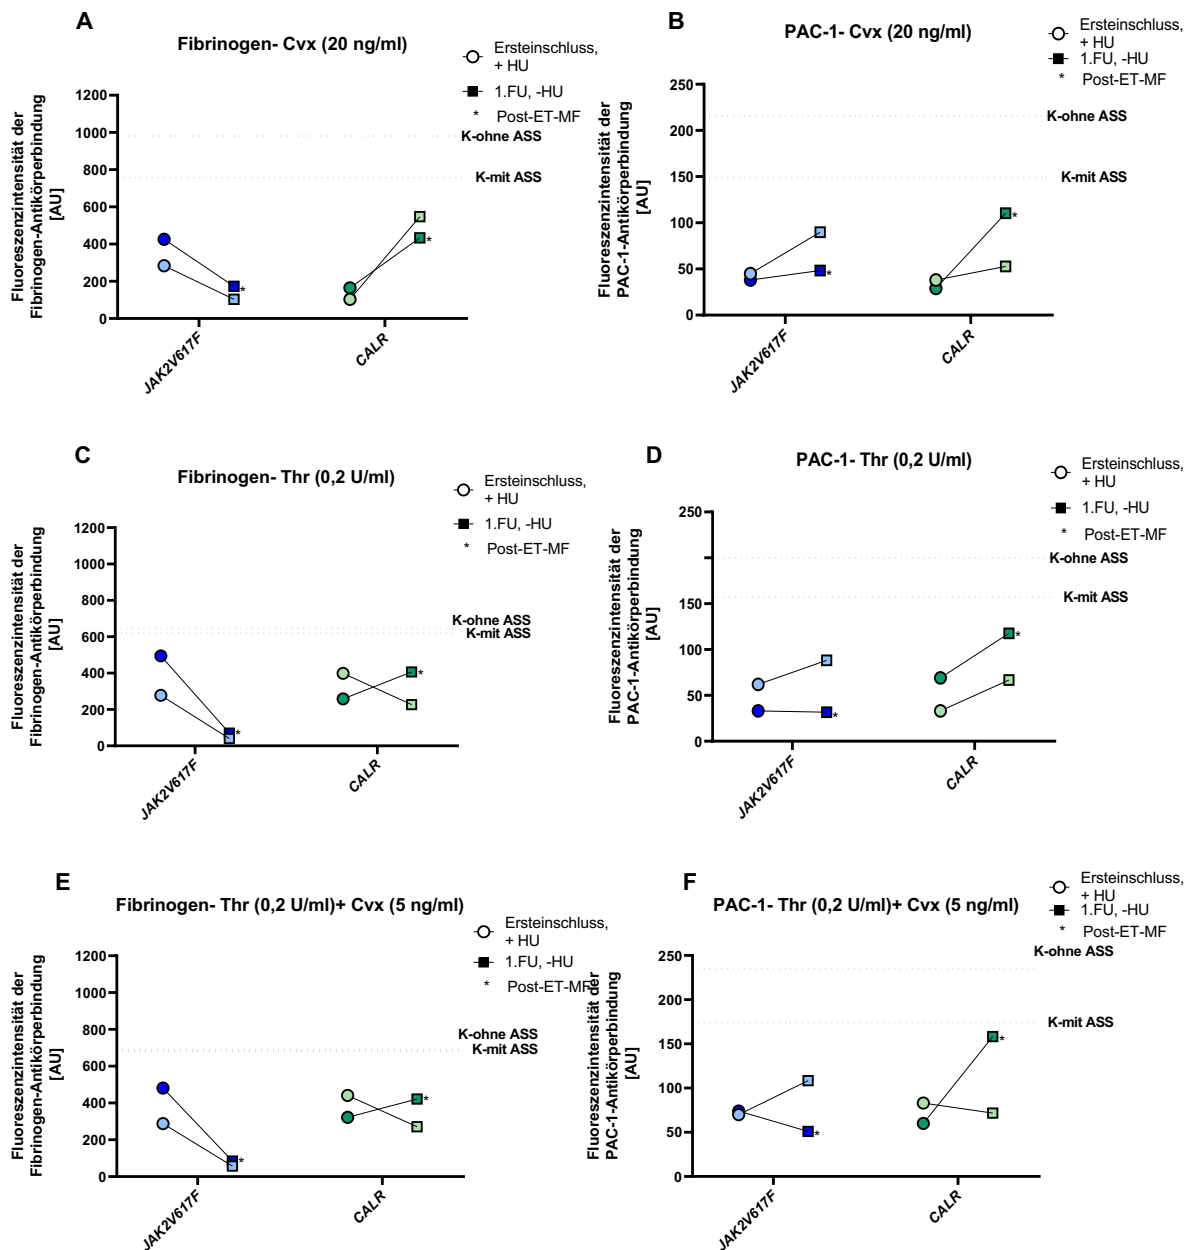 A
Fibrinogen- Cvx (20 ng/ml)
Ersteinschluss,
+ HU
1.FU, -HU
* Post-ET-MF
Fluoreszenzintensität der
Fibrinogen-Antikörperbindung
[AU]
1200
1000
800
600
400
200
0
K-ohne ASS
K-mit ASS
*
*
JAK2V617F
CALR
B
PAC-1- Cvx (20 ng/ml)
Ersteinschluss,
+ HU
1.FU, -HU
* Post-ET-MF
Fluoreszenzintensität der
PAC-1-Antikörperbindung
[AU]
250
200
150
100
50
0
K-ohne ASS
K-mit ASS
*
*
JAK2V617F
CALR
C
Fibrinogen- Thr (0,2 U/ml)
Ersteinschluss,
+ HU
1.FU, -HU
* Post-ET-MF
Fluoreszenzintensität der
Fibrinogen-Antikörperbindung
[AU]
1200
1000
800
600
400
200
0
K-ohne ASS
K-mit ASS
*
*
JAK2V617F
CALR
D
PAC-1- Thr (0,2 U/ml)
Ersteinschluss,
+ HU
1.FU, -HU
* Post-ET-MF
Fluoreszenzintensität der
PAC-1-Antikörperbindung
[AU]
250
200
150
100
50
0
K-ohne ASS
K-mit ASS
*
*
JAK2V617F
CALR
E
Fibrinogen- Thr (0,2 U/ml)+ Cvx (5 ng/ml)
Ersteinschluss,
+ HU
1.FU, -HU
* Post-ET-MF
Fluoreszenzintensität der
Fibrinogen-Antikörperbindung
[AU]
1200
1000
800
600
400
200
0
K-ohne ASS
K-mit ASS
*
*
JAK2V617F
CALR
F
PAC-1- Thr (0,2 U/ml)+ Cvx (5 ng/ml)
Ersteinschluss,
+ HU
1.FU, -HU
* Post-ET-MF
Fluoreszenzintensität der
PAC-1-Antikörperbindung
[AU]
250
200
150
100
50
0
K-ohne ASS
K-mit ASS
*
*
JAK2V617F
CALR